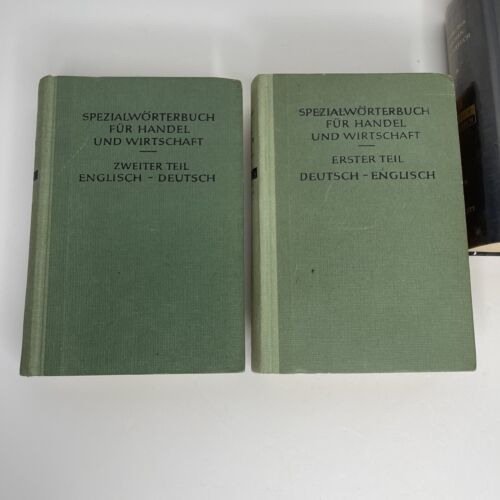 SPEZIALWÖRTERBUCH
FÜR HANDEL
UND WIRTSCHAFT
ZWEITER TEIL
ENGLISCH - DEUTSCH
SPEZIALWÖRTERBUCH
FÜR HANDEL
UND WIRTSCHAFT
ERSTER TEIL
DEUTSCH - ENGLISCH